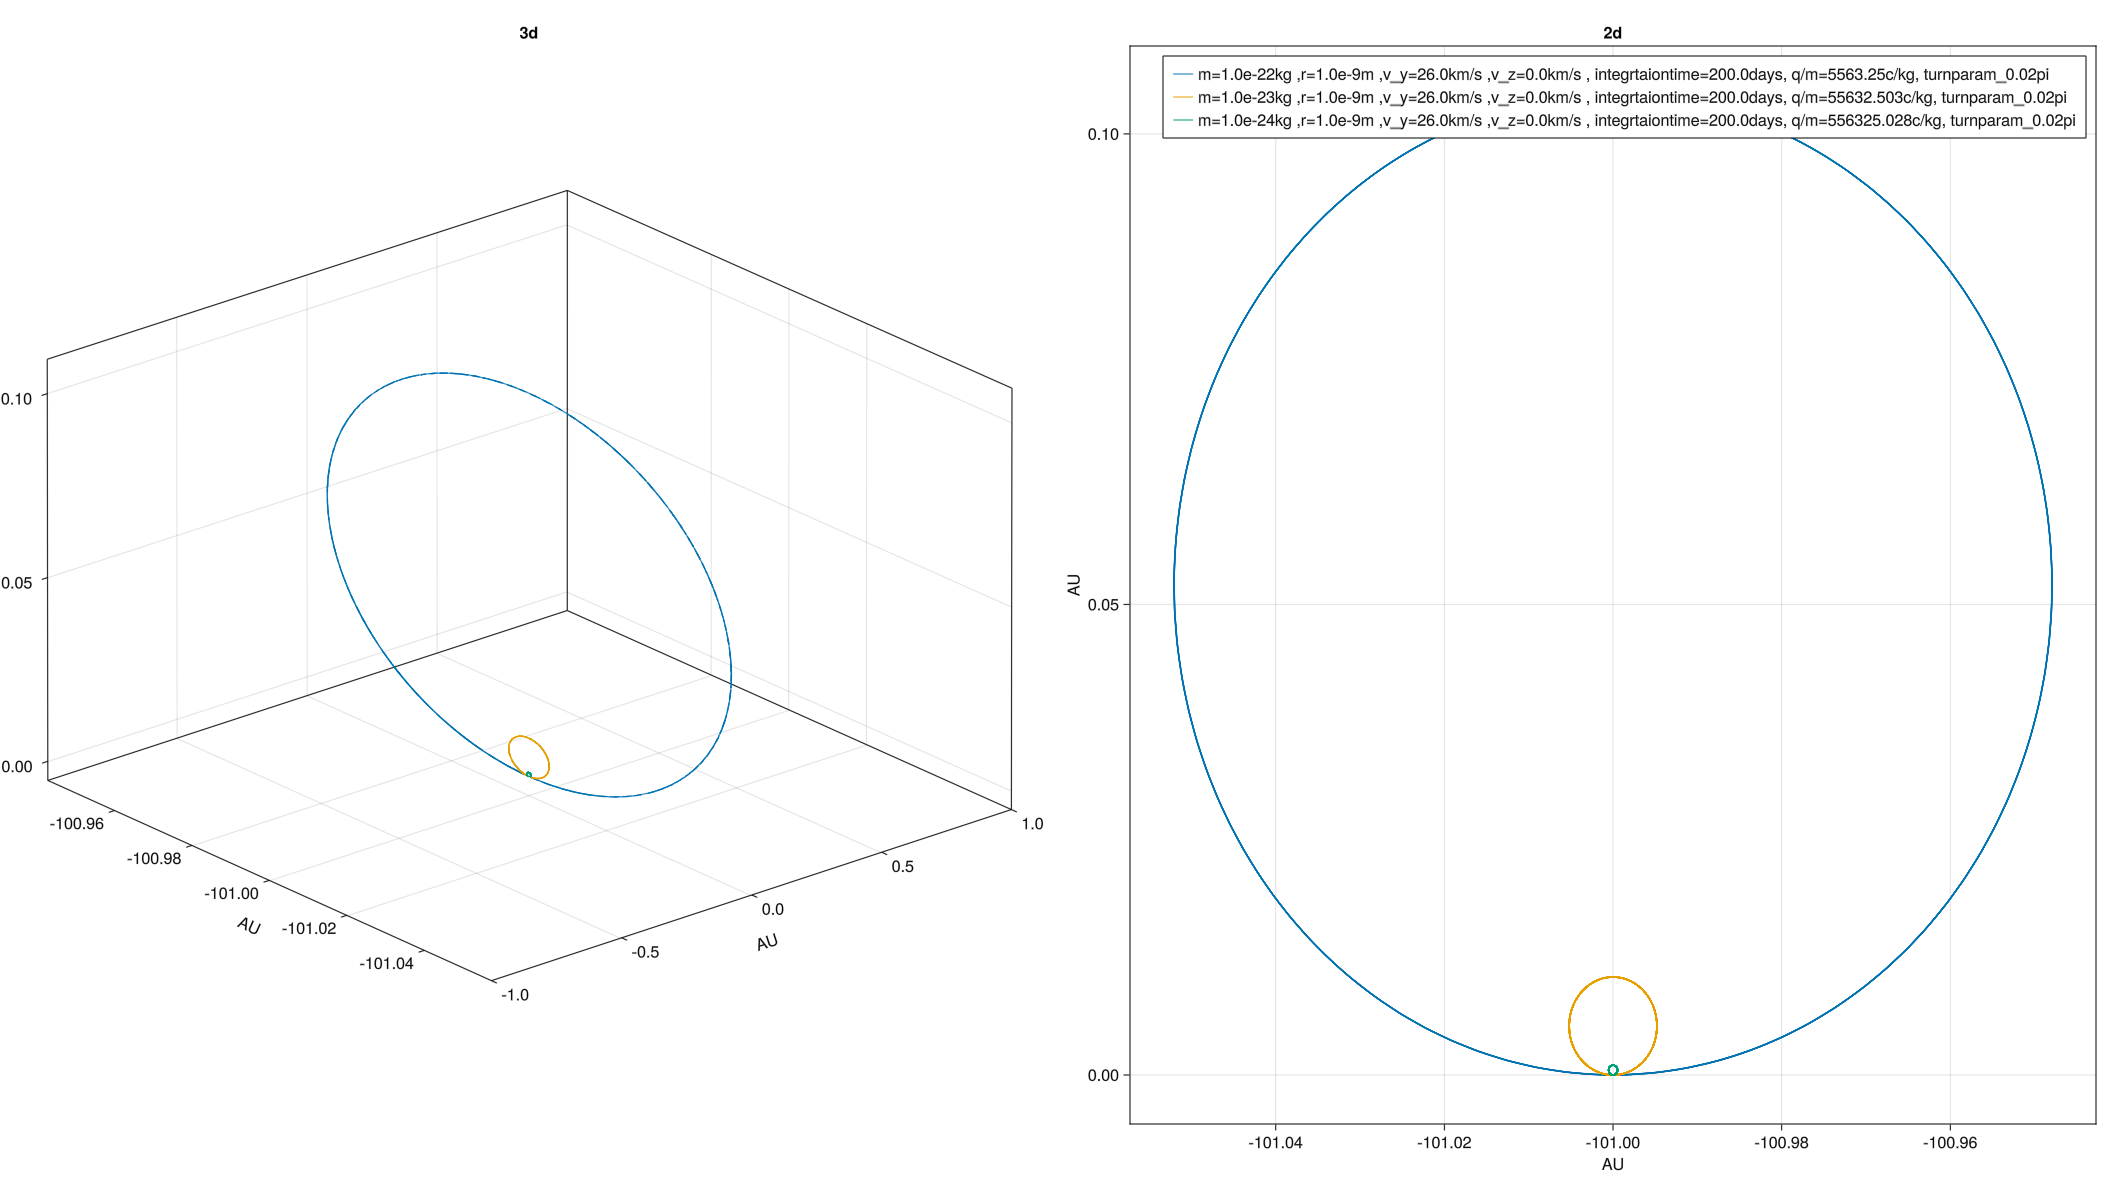 3d
0.10
0.05
0.00
-100.96
-100.98
-101.00
-101.02
-101.04
AU
-1.0
-0.5
0.0
0.5
1.0
AU
2d
m=1.0e-22kg ,r=1.0e-9m ,v_y=26.0km/s ,v_z=0.0km/s , integrtaiontime=200.0days, q/m=5563.25c/kg, turnparam_0.02pi
m=1.0e-23kg ,r=1.0e-9m ,v_y=26.0km/s ,v_z=0.0km/s , integrtaiontime=200.0days, q/m=55632.503c/kg, turnparam_0.02pi
m=1.0e-24kg ,r=1.0e-9m ,v_y=26.0km/s ,v_z=0.0km/s , integrtaiontime=200.0days, q/m=556325.028c/kg, turnparam_0.02pi
0.10
0.05
0.00
AU
-101.04
-101.02
-101.00
-100.98
-100.96
AU